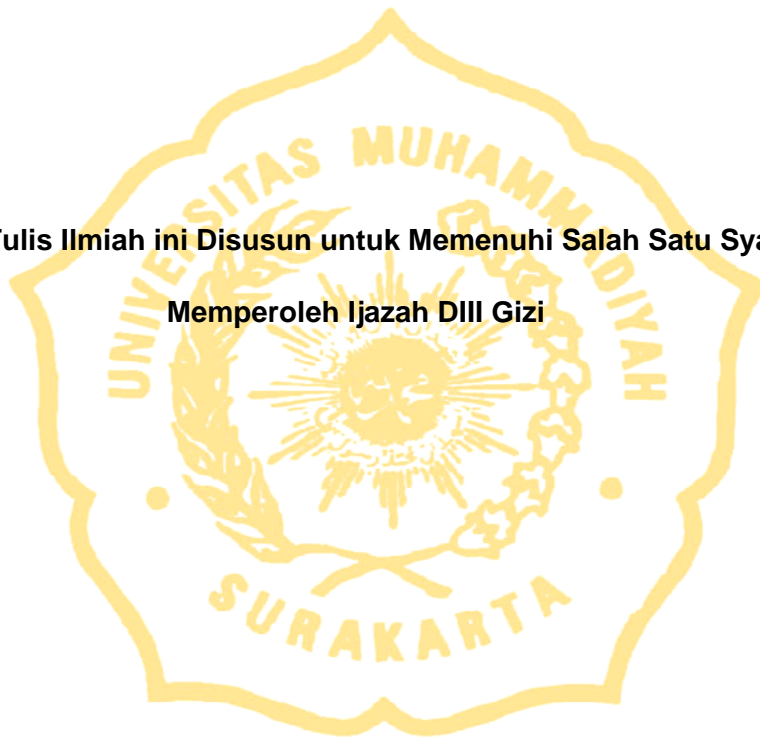 UNIVERSITAS MUHAMMADIYAH
Tulis Ilmiah ini Disusun untuk Memenuhi Salah Satu Sya
Memperoleh Ijazah DIII Gizi
SURAKARTA